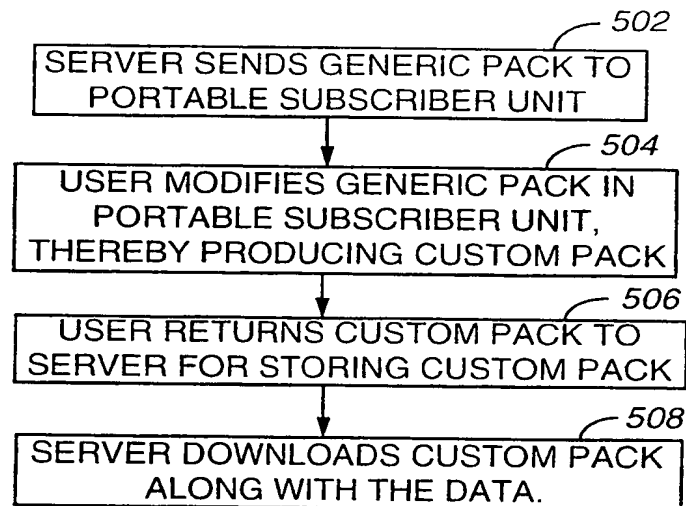 502
SERVER SENDS GENERIC PACK TO
PORTABLE SUBSCRIBER UNIT
504
USER MODIFIES GENERIC PACK IN
PORTABLE SUBSCRIBER UNIT,
THEREBY PRODUCING CUSTOM PACK
506
USER RETURNS CUSTOM PACK TO
SERVER FOR STORING CUSTOM PACK
508
SERVER DOWNLOADS CUSTOM PACK
ALONG WITH THE DATA.